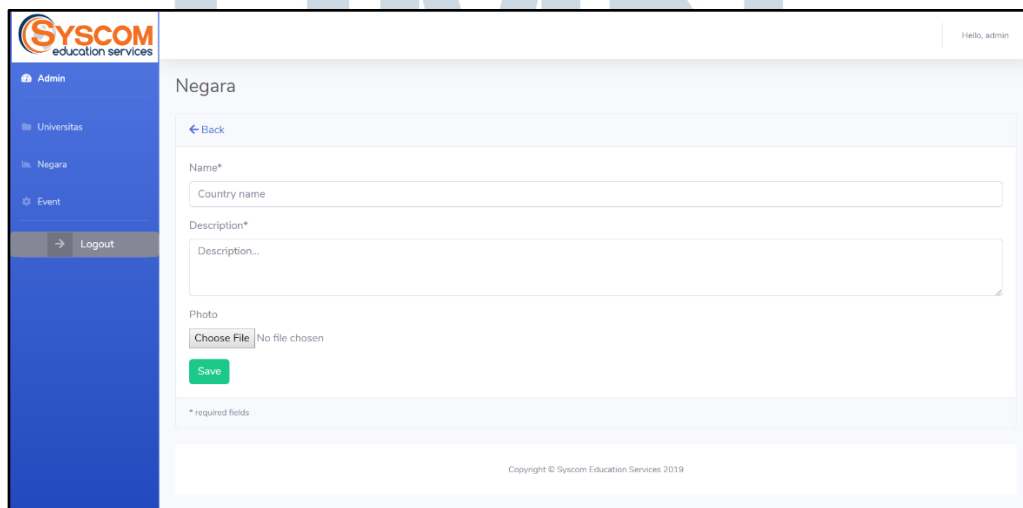 SYSCOM
education services
Hello, admin
Admin
Universitas
Negara
Event
Logout
Negara
Back
Name*
Country name
Description*
Description...
Photo
Choose File No file chosen
Save
* required fields
Copyright © Syscom Education Services 2019